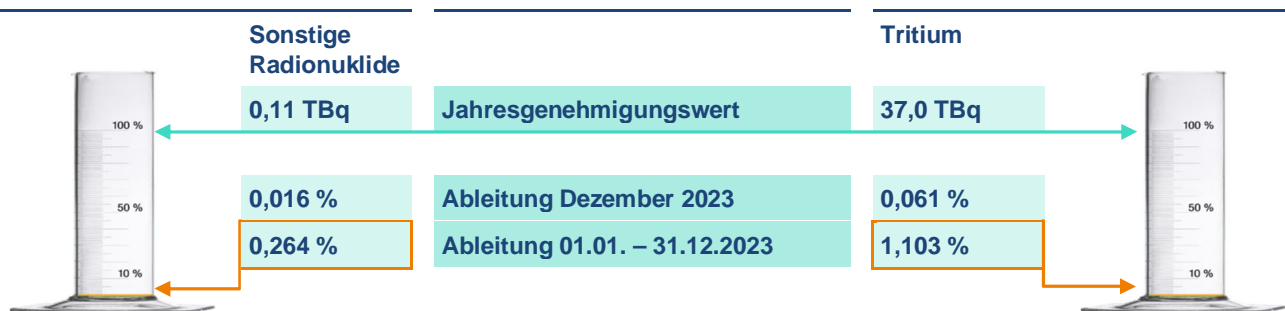 Sonstige
Radionuklide
Tritium
0,11 TBq Jahresgenehmigungswert 37,0 TBq
100 % 100 %
0,016 % Ableitung Dezember 2023 0,061 %
50 % 50 %
0,264 % Ableitung 01.01. – 31.12.2023 1,103 %
10 % 10 %